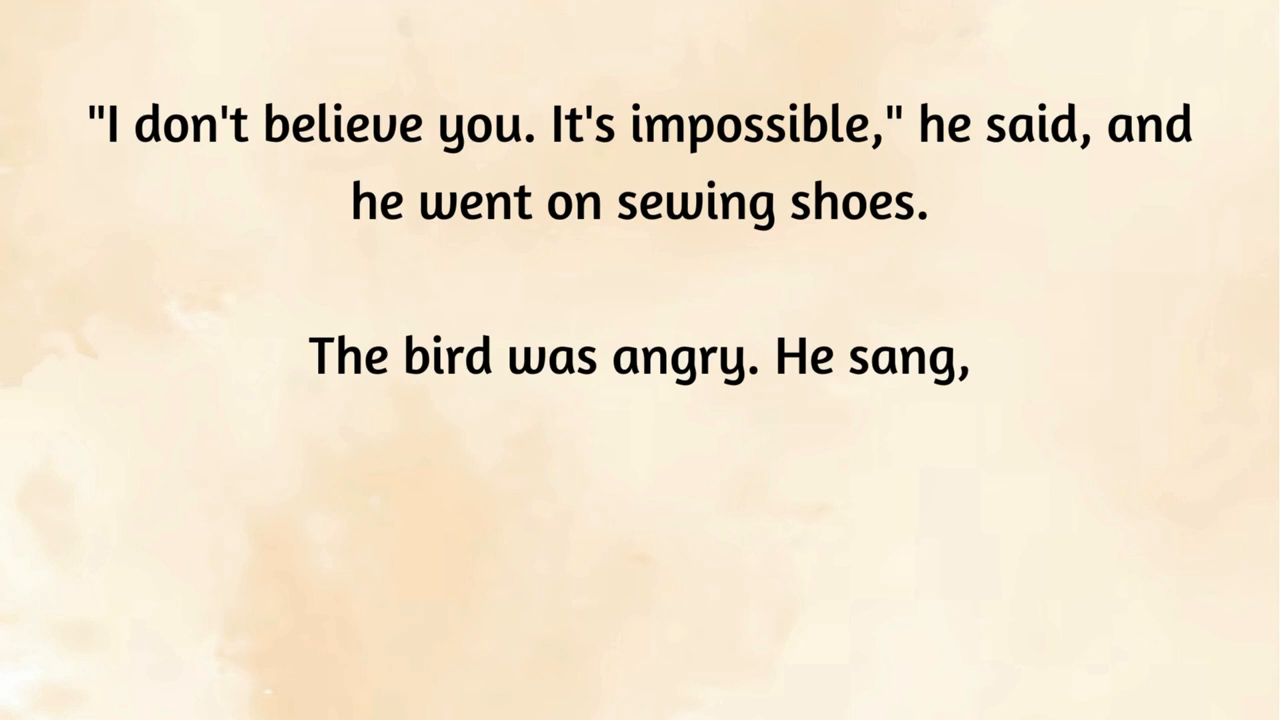 "I don't believe you. It's impossible," he said, and
he went on sewing shoes.
The bird was angry. He sang,